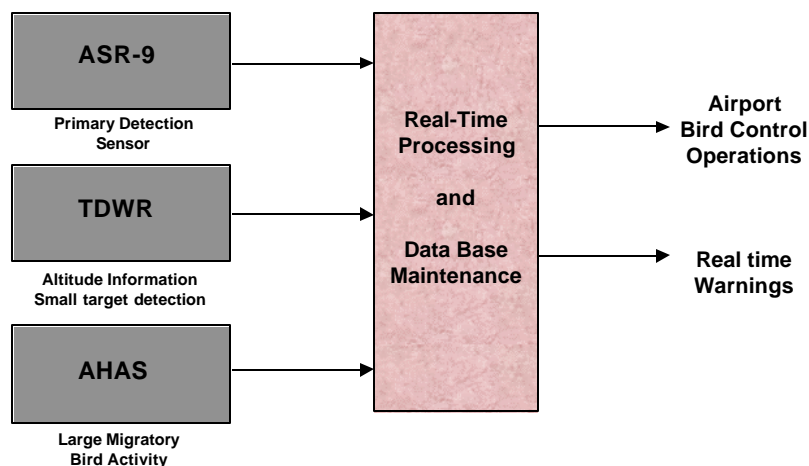 ASR-9
Primary Detection
Sensor
TDWR
Altitude Information
Small target detection
AHAS
Large Migratory
Bird Activity
Real-Time
Processing
and
Data Base
Maintenance
Airport
Bird Control
Operations
Real time
Warnings